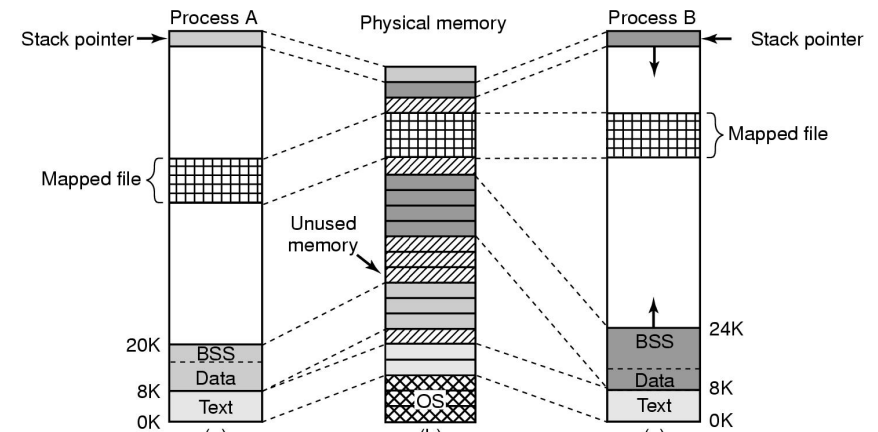 Process A
Physical memory
Process B
Stack pointer
Stack pointer
Mapped file
Mapped file
Unused
memory
20K
BSS
Data
8K
Text
0K
OS
24K
BSS
Data
8K
Text
0K